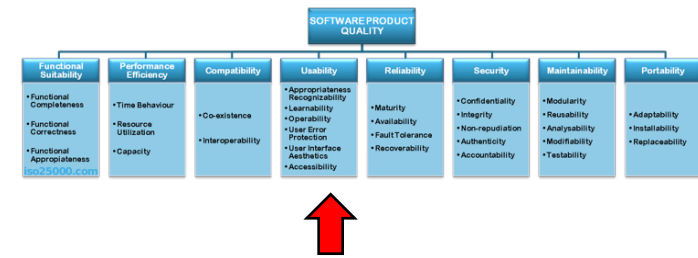 SOFTWARE PRODUCT
QUALITY
Functional
Suitability
• Functional
Completeness
• Functional
Correctness
• Functional
Appropiateness
iso25000.com
Performance
Efficiency
• Time Behaviour
• Resource
Utilization
• Capacity
Compatibility
• Co-existence
• Interoperability
Usability
• Appropriateness
Recognizability
• Learnability
• Operability
• User Error
Protection
• User Interface
Aesthetics
• Accessibility
Reliability
• Maturity
• Availability
• Fault Tolerance
• Recoverability
Security
• Confidentiality
• Integrity
• Non-repudiation
• Authenticity
• Accountability
Maintainability
• Modularity
• Reusability
• Analysability
• Modifiability
• Testability
Portability
• Adaptability
• Installability
• Replaceability